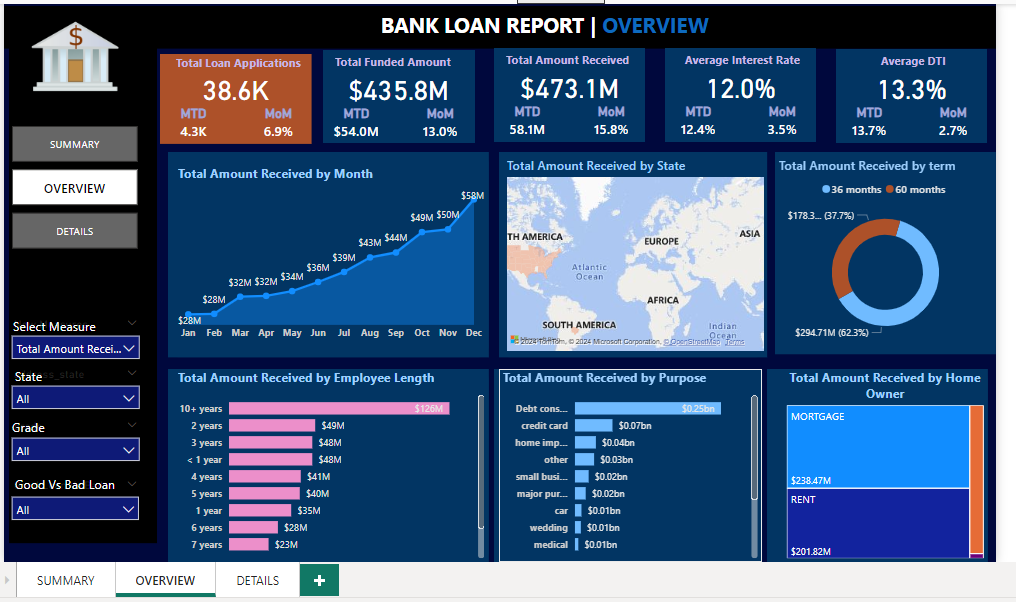 BANK LOAN REPORT | OVERVIEW
$
Total Loan Applications
38.6K
MTD
MoM
4.3K
6.9%
Total Funded Amount
$435.8M
MTD
MoM
$54.0M
13.0%
Total Amount Received
$473.1M
MTD
MoM
58.1M
15.8%
Average Interest Rate
12.0%
MTD
MoM
12.4%
3.5%
Average DTI
13.3%
MTD
MoM
13.7%
2.7%
SUMMARY
OVERVIEW
DETAILS
Select Measure
Total Amount Recei...
State
All
Grade
All
Good Vs Bad Loan
All
Total Amount Received by Month
$28M
$28M
$32M
$32M
$34M
$36M
$39M
$43M
$44M
$49M
$50M
$58M
Jan Feb Mar Apr May Jun Jul Aug Sep Oct Nov Dec
Total Amount Received by State
TH AMERICA
EUROPE
ASIA
Atlantic
Ocean
AFRICA
SOUTH AMERICA
Indian
Ocean
© 2024 TomTom, © 2024 Microsoft Corporation, © OpenStreetMap Terms
Total Amount Received by term
36 months
60 months
$178.3... (37.7%)
$294.71M (62.3%)
Total Amount Received by Employee Length
10+ years $126M
2 years $49M
3 years $48M
< 1 year $48M
4 years $41M
5 years $40M
1 year $35M
6 years $28M
7 years $23M
Total Amount Received by Purpose
Debt cons... $0.25bn
credit card $0.07bn
home imp... $0.04bn
other $0.03bn
small busi... $0.02bn
major pur... $0.02bn
car $0.01bn
wedding $0.01bn
medical $0.01bn
Total Amount Received by Home
Owner
MORTGAGE
$238.47M
RENT
$201.82M
SUMMARY
OVERVIEW
DETAILS
+